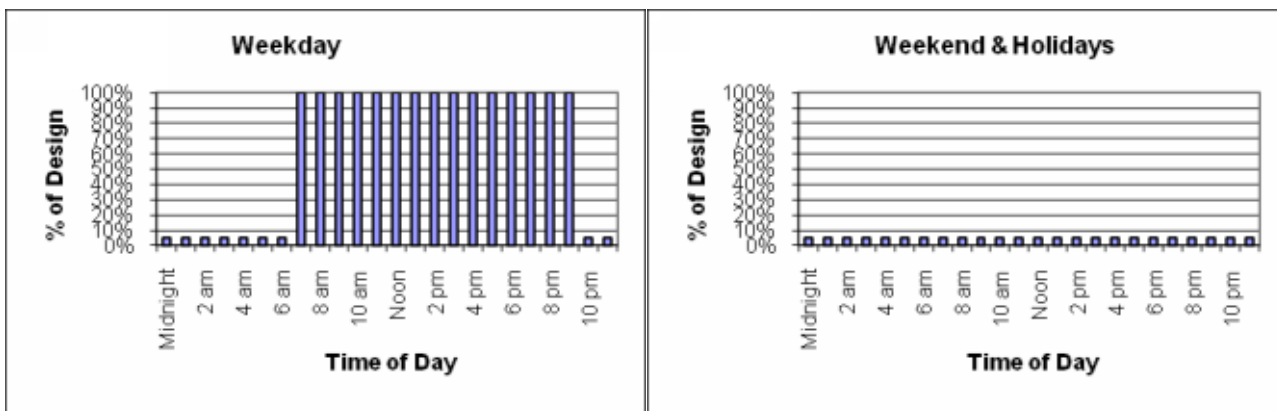 Weekday
% of Design
100%
90%
80%
70%
60%
50%
40%
30%
20%
10%
0%
Midnight
2 am
4 am
6 am
8 am
10 am
Noon
2 pm
4 pm
6 pm
8 pm
10 pm
Time of Day
Weekend & Holidays
% of Design
100%
90%
80%
70%
60%
50%
40%
30%
20%
10%
0%
Midnight
2 am
4 am
6 am
8 am
10 am
Noon
2 pm
4 pm
6 pm
8 pm
10 pm
Time of Day